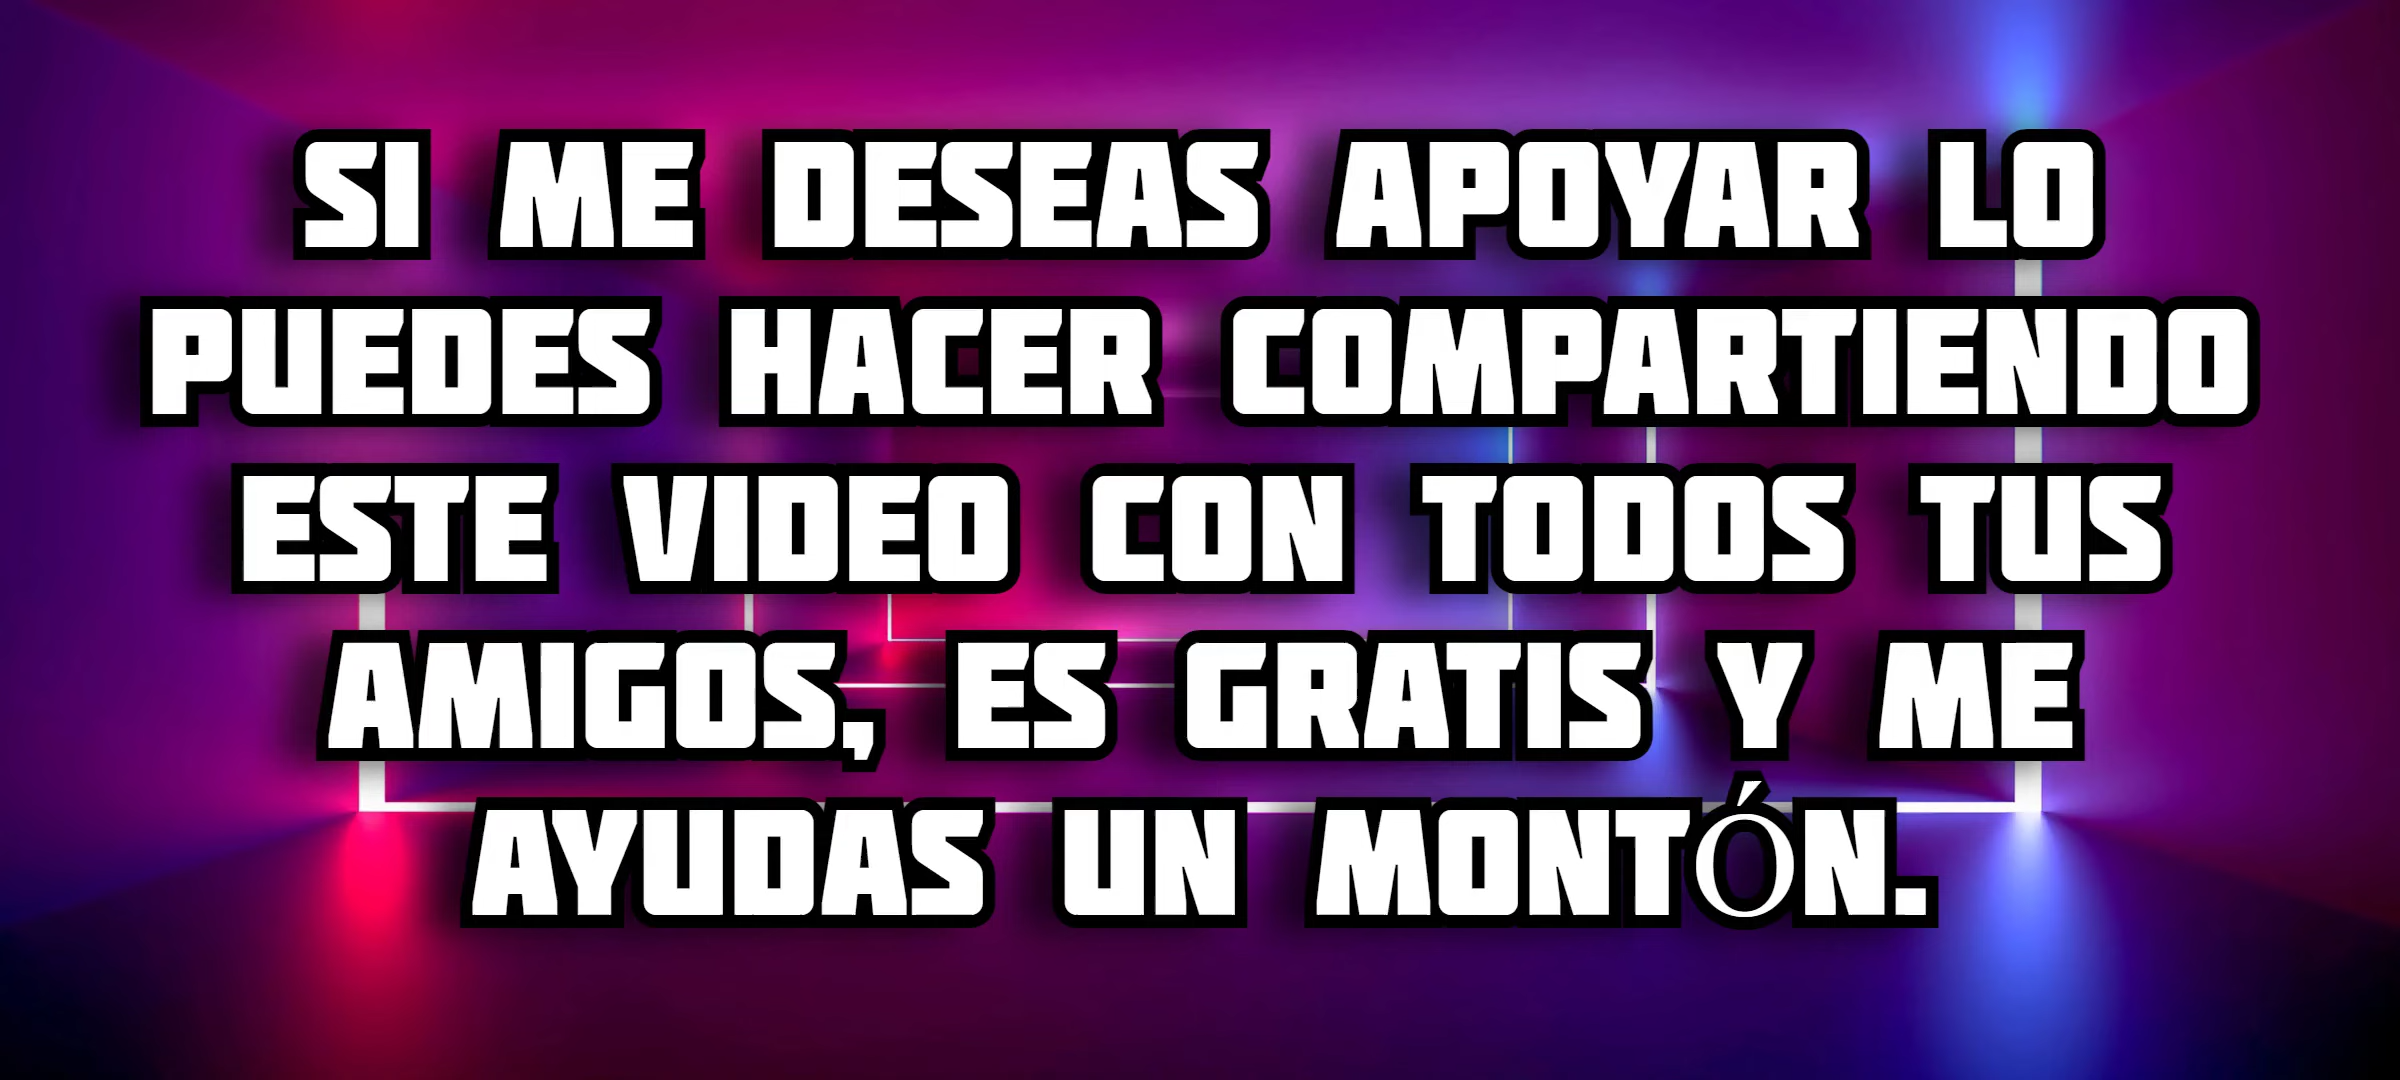 SI ME DESEAS APOYAR LO
PUEDES HACER COMPARTIENDO
ESTE VIDEO CON TODOS TUS
AMIGOS, ES GRATIS Y ME
AYUDAS UN MONTÓN.